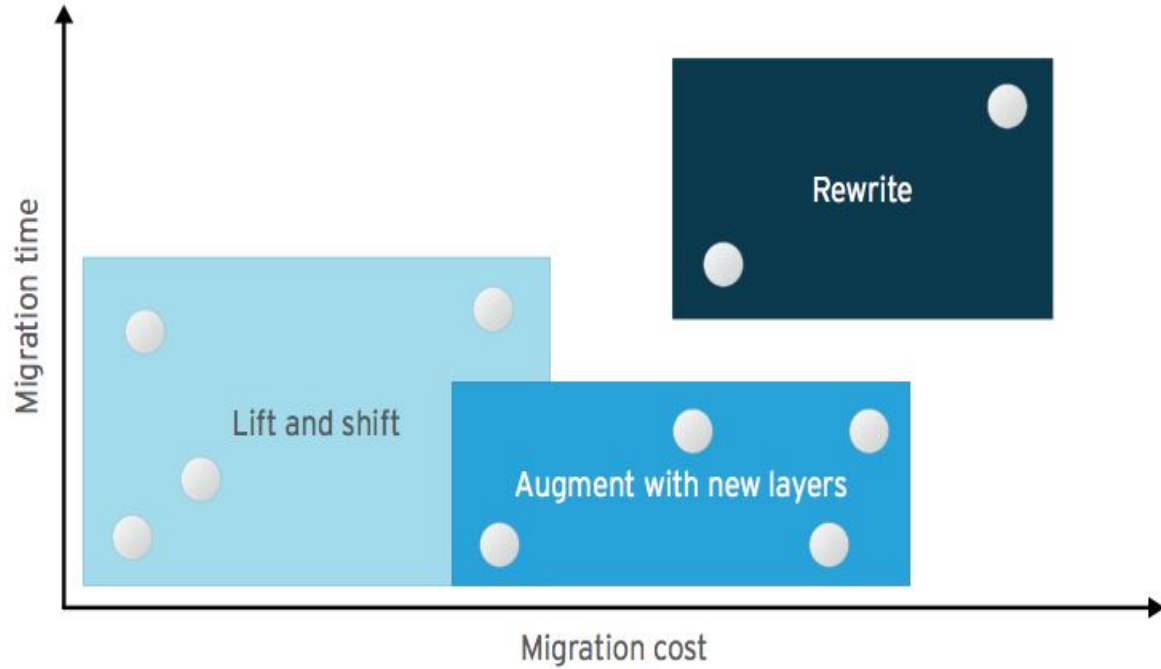 Migration time
Rewrite
Lift and shift
Augment with new layers
Migration cost